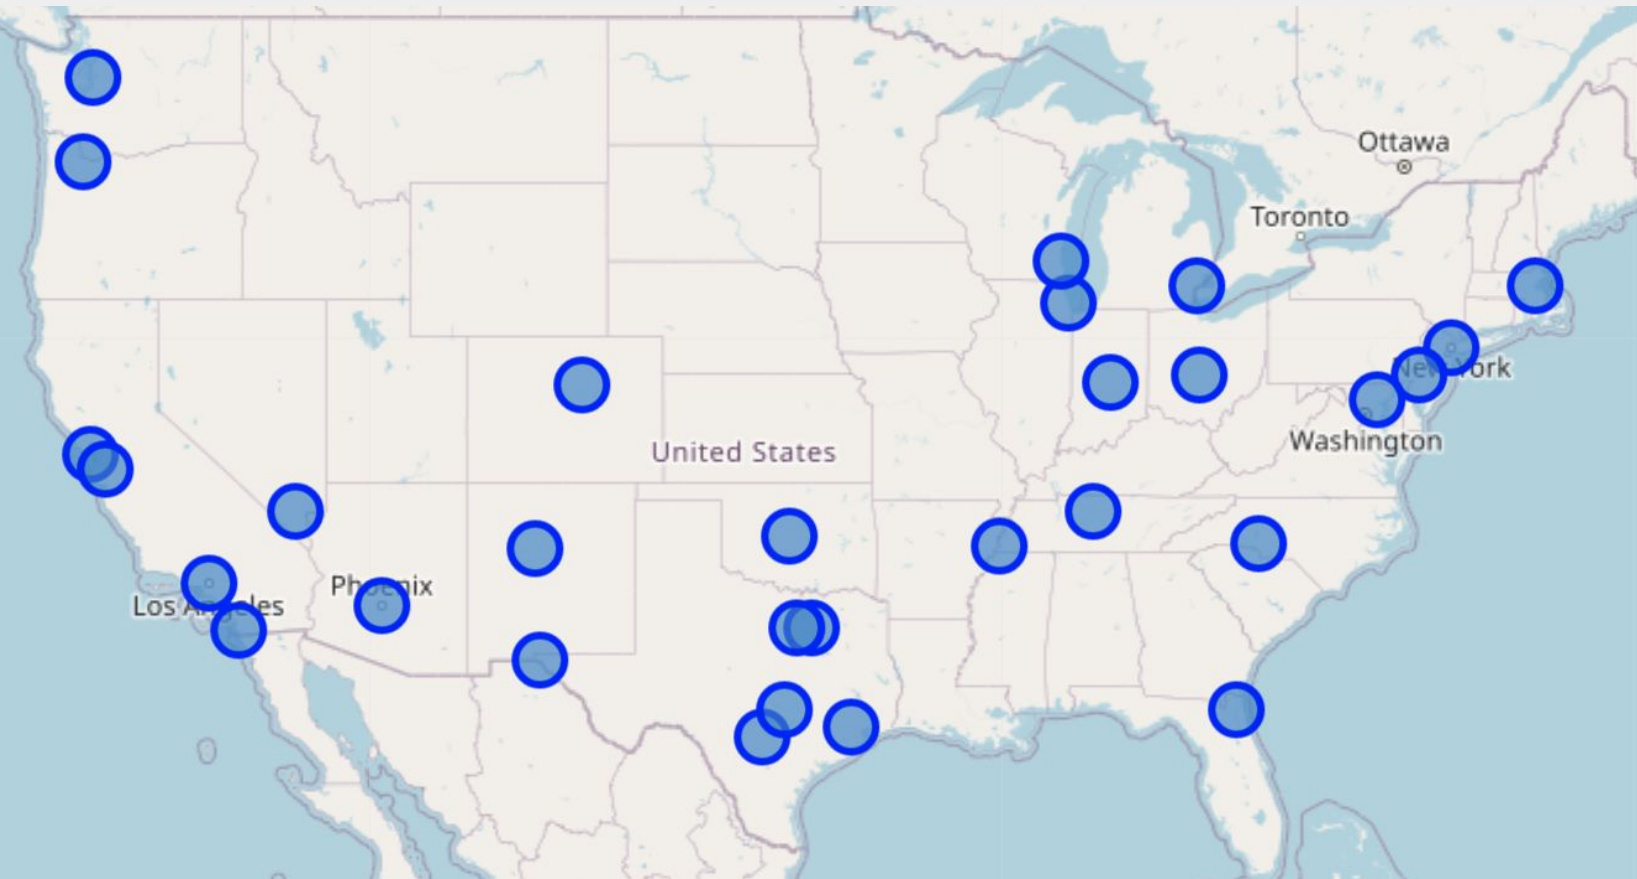 Ottawa
Toronto
New York
Washington
United States
Phoenix
Los Angeles